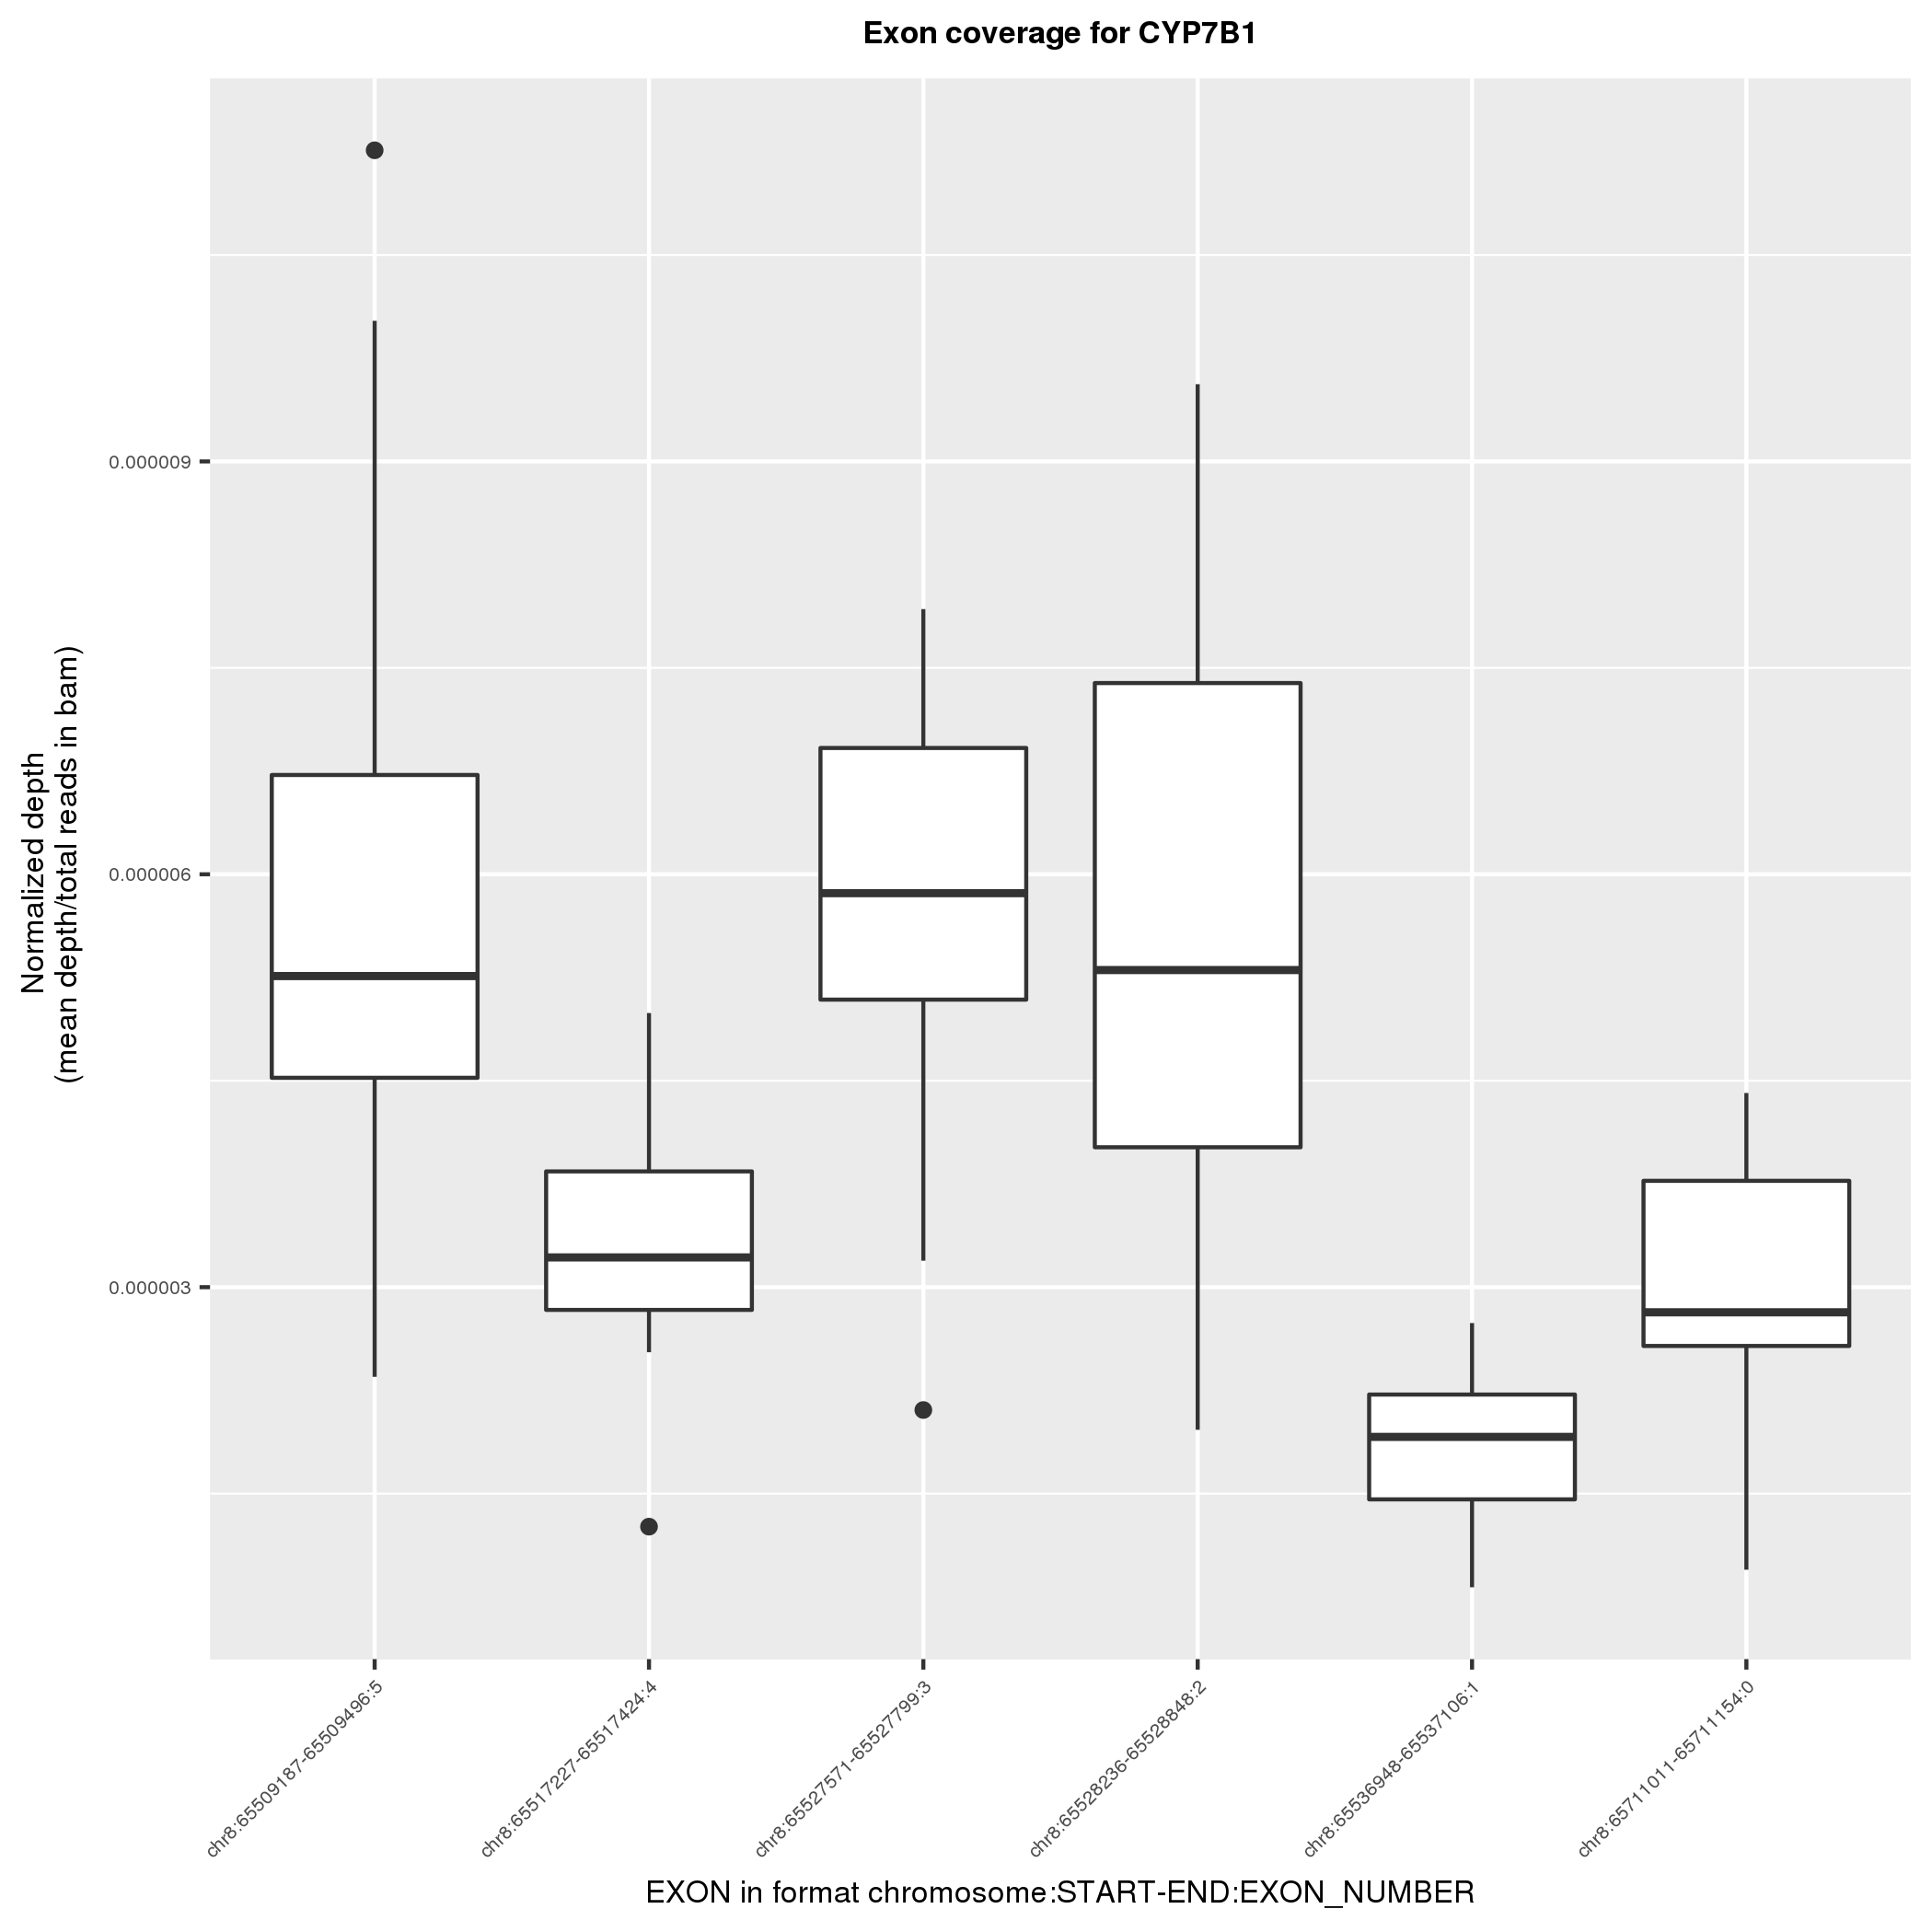 Exon coverage for CYP7B1
Normalized depth
(mean depth/total reads in bam)
0.000009
0.000006
0.000003
chr8:65509187-65509496:5
chr8:65517227-65517424:4
chr8:65527571-65527799:3
chr8:65528236-65528848:2
chr8:65536948-65537106:1
chr8:65711011-65711154:0
EXON in format chromosome:START-END:EXON_NUMBER